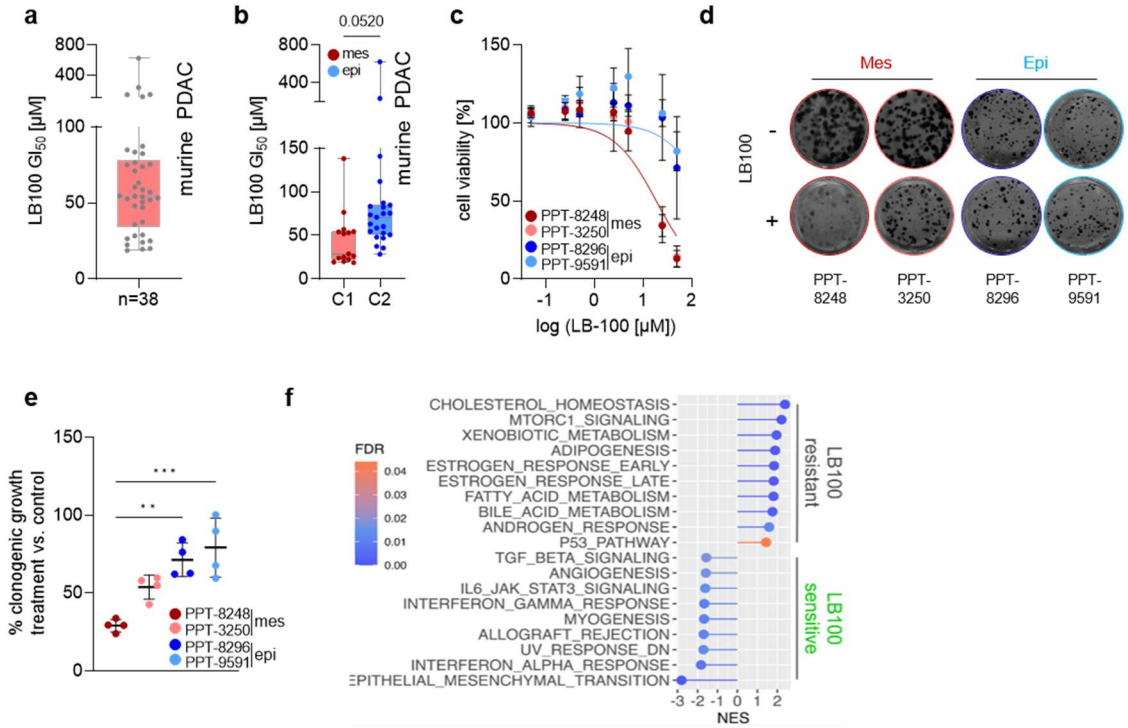 a
800
400
100
50
0
LB100 GI50 [µM]
murine PDAC
n=38
b
0.0520
800
400
150
100
50
0
mes
epi
LB100 GI50 [µM]
murine PDAC
C1
C2
c
150
100
50
0
cell viability [%]
PPT-8248
PPT-3250
mes
PPT-8296
PPT-9591
epi
-1
0
1
2
log (LB-100 [µM])
d
Mes
Epi
LB100
-
+
PPT-
8248
PPT-
3250
PPT-
8296
PPT-
9591
e
150
100
50
0
% clonogenic growth
treatment vs. control
***
**
PPT-8248
PPT-3250
mes
PPT-8296
PPT-9591
epi
f
FDR
0.04
0.03
0.02
0.01
0.00
CHOLESTEROL_HOMEOSTASIS
MTORC1_SIGNALING
XENOBIOTIC_METABOLISM
ADIPOGENESIS
ESTROGEN_RESPONSE_EARLY
ESTROGEN_RESPONSE_LATE
FATTY_ACID_METABOLISM
BILE_ACID_METABOLISM
ANDROGEN_RESPONSE
P53_PATHWAY
TGF_BETA_SIGNALING
ANGIOGENESIS
IL6_JAK_STAT3_SIGNALING
INTERFERON_GAMMA_RESPONSE
MYOGENESIS
ALLOGRAFT_REJECTION
UV_RESPONSE_DN
INTERFERON_ALPHA_RESPONSE
EPITHELIAL_MESENCHYMAL_TRANSITION
-3
-2
-1
0
1
2
NES
LB100
resistant
LB100
sensitive